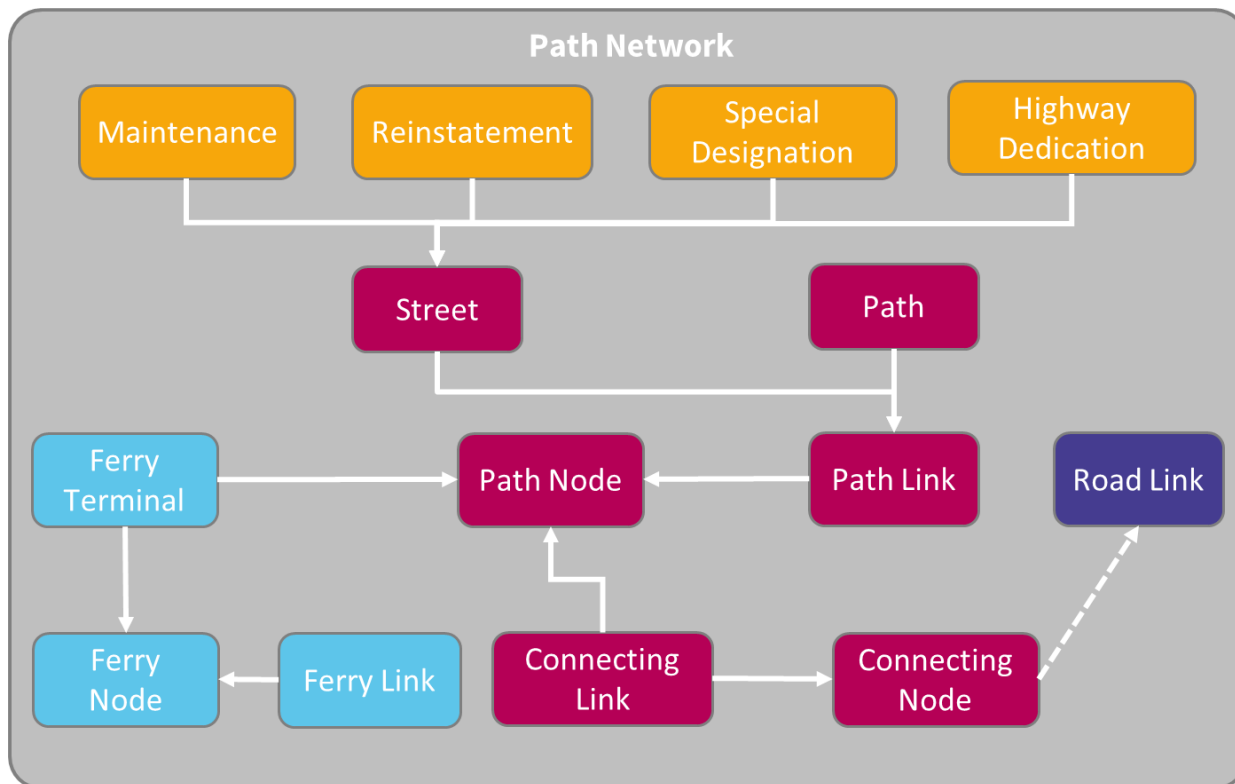 Path Network
Maintenance
Reinstatement
Special
Designation
Highway
Dedication
Street
Path
Ferry
Terminal
Path Node
Path Link
Road Link
Ferry
Node
Ferry Link
Connecting
Link
Connecting
Node